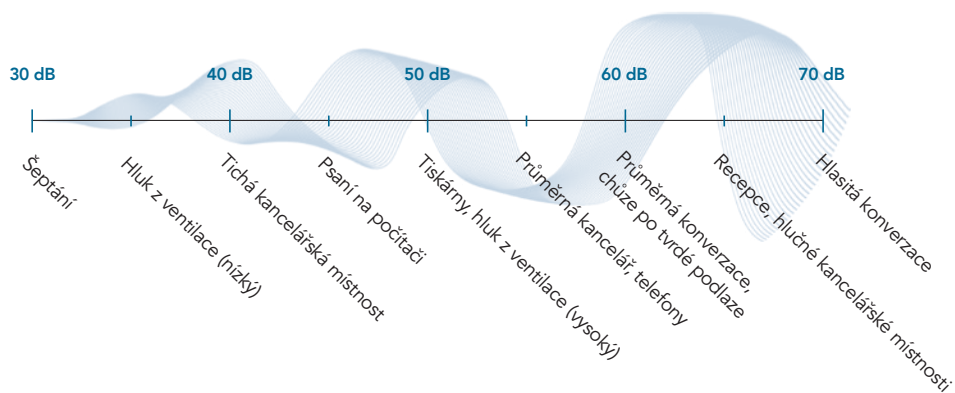 30 dB
40 dB
50 dB
60 dB
70 dB
Šeptání
Hluk z ventilace (nízký)
Tichá kancelářská místnost
Psaní na počítači
Tiskárny, hluk z ventilace (vysoký)
Průměrná kancelář, telefony
Průměrná konverzace,
chůze po tvrdé podlaze
Recepce, hlučné kancelářské místnosti
Hlasitá konverzace